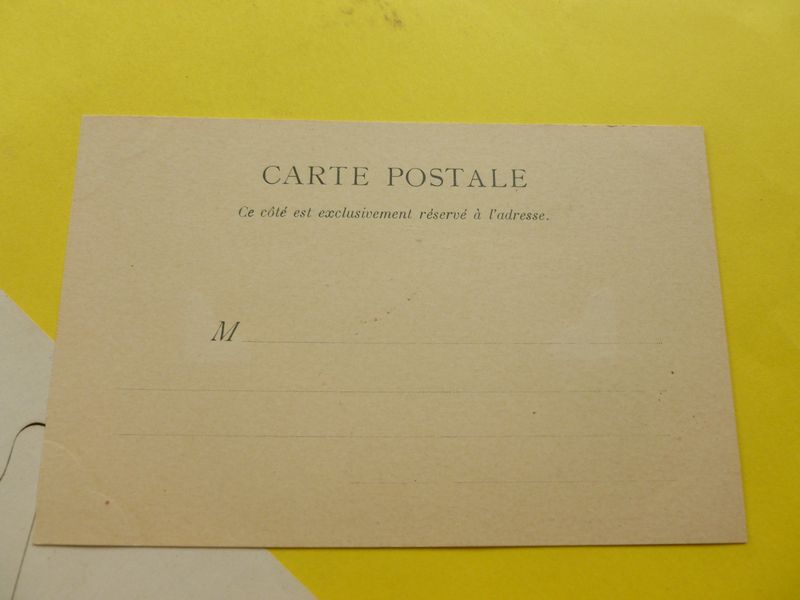 CARTE POSTALE
Ce côté est exclusivement réservé à l'adresse.
M